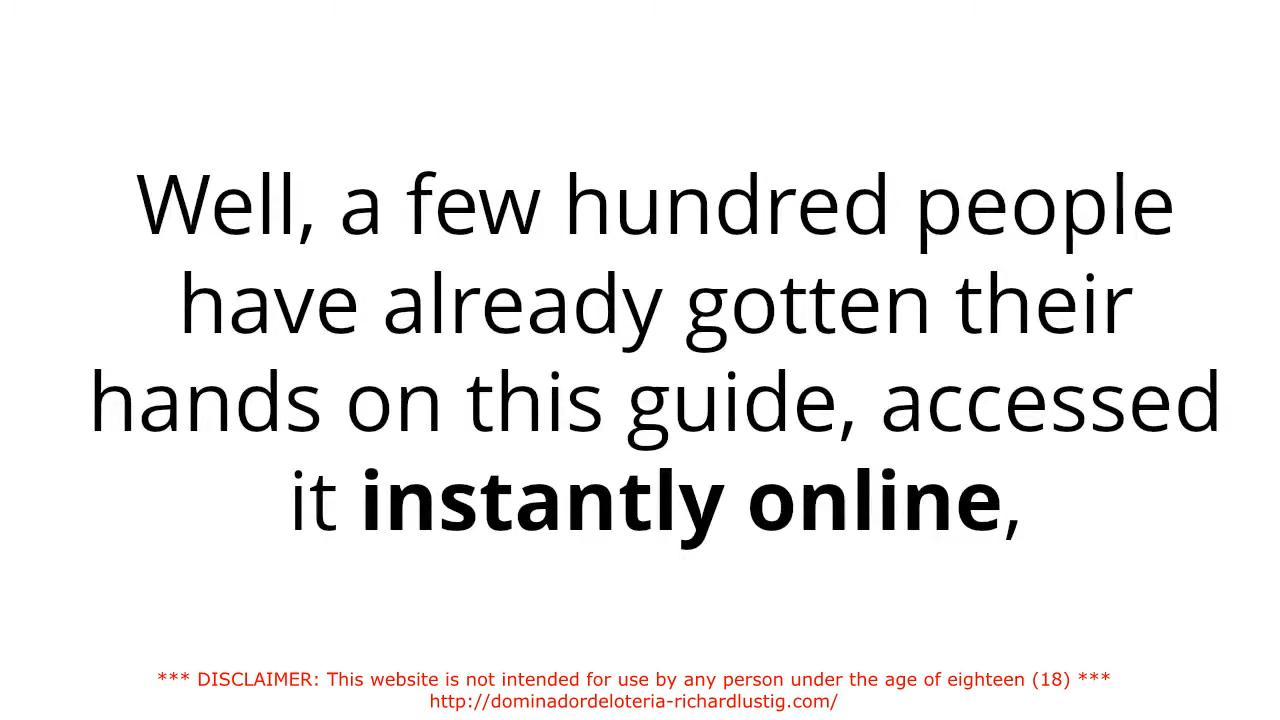 Well, a few hundred people
have already gotten their
hands on this guide, accessed
it instantly online,
*** DISCLAIMER: This website is not intended for use by any person under the age of eighteen (18) ***
http://dominadordeloteria-richardlustig.com/